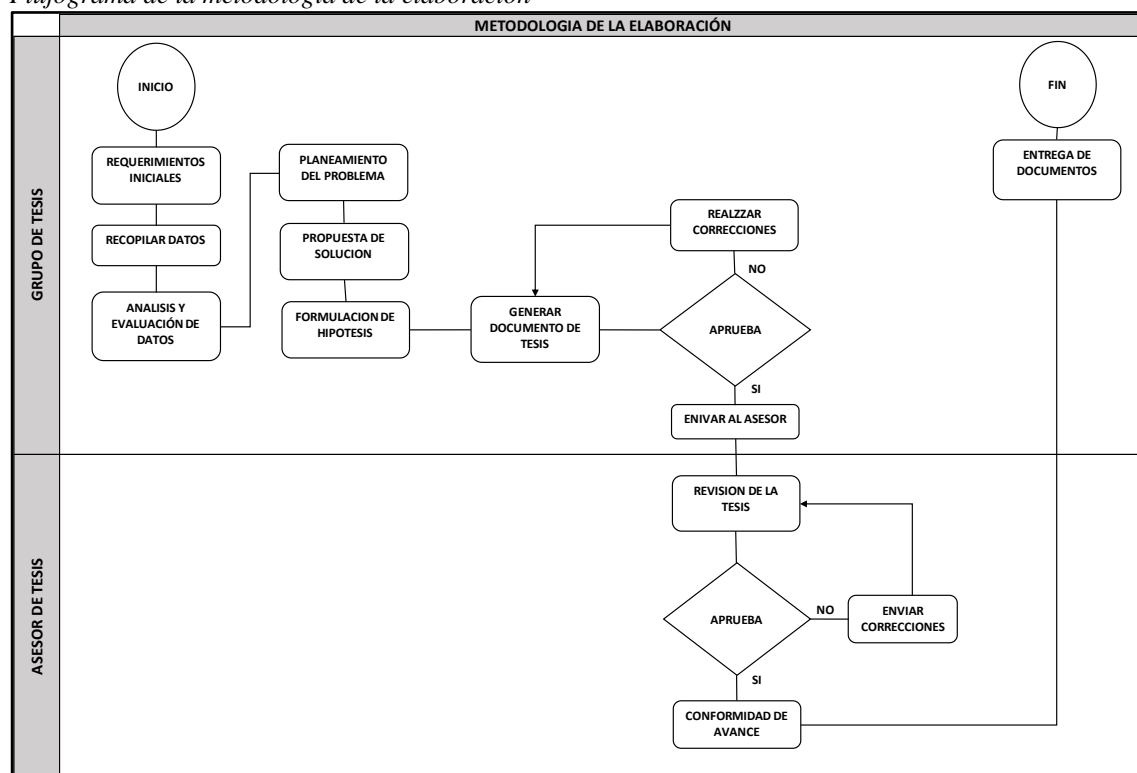 Flujograma de la metodologia de la elaboración
METODOLOGIA DE LA ELABORACIÓN
GRUPO DE TESIS
INICIO
REQUERIMIENTOS
INICIALES
RECOPILAR DATOS
ANALISIS Y
EVALUACIÓN DE
DATOS
PLANEAMIENTO
DEL PROBLEMA
PROPUESTA DE
SOLUCION
FORMULACION DE
HIPOTESIS
GENERAR
DOCUMENTO DE
TESIS
REALZZAR
CORRECCIONES
NO
APRUEBA
SI
ENIVAR AL ASESOR
FIN
ENTREGA DE
DOCUMENTOS
ASESOR DE TESIS
REVISION DE LA
TESIS
APRUEBA
NO
ENVIAR
CORRECCIONES
SI
CONFORMIDAD DE
AVANCE